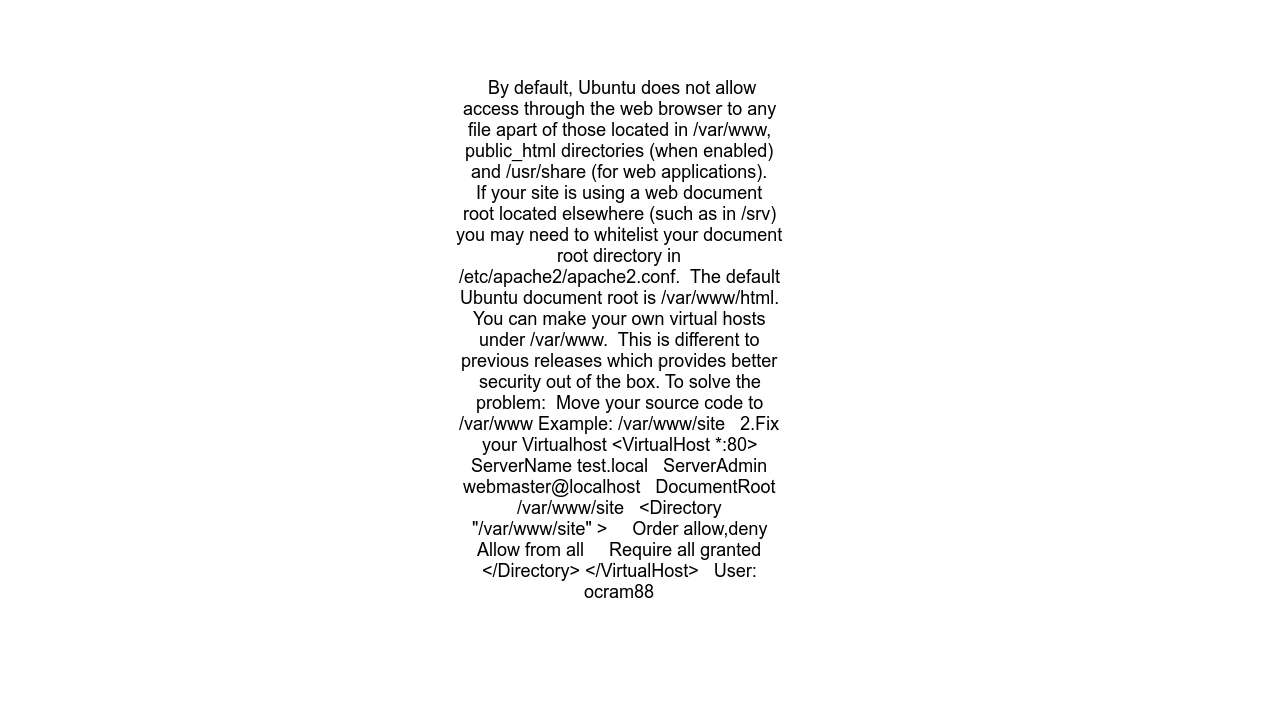 By default, Ubuntu does not allow
access through the web browser to any
file apart of those located in /var/www,
public_html directories (when enabled)
and /usr/share (for web applications).
If your site is using a web document
root located elsewhere (such as in /srv)
you may need to whitelist your document
root directory in
/etc/apache2/apache2.conf.  The default
Ubuntu document root is /var/www/html.
You can make your own virtual hosts
under /var/www.  This is different to
previous releases which provides better
security out of the box. To solve the
problem:  Move your source code to
/var/www Example: /var/www/site   2.Fix
your Virtualhost <VirtualHost *:80>
ServerName test.local   ServerAdmin
webmaster@localhost   DocumentRoot
/var/www/site   <Directory
"/var/www/site" >     Order allow,deny
Allow from all     Require all granted
</Directory> </VirtualHost>   User:
ocram88